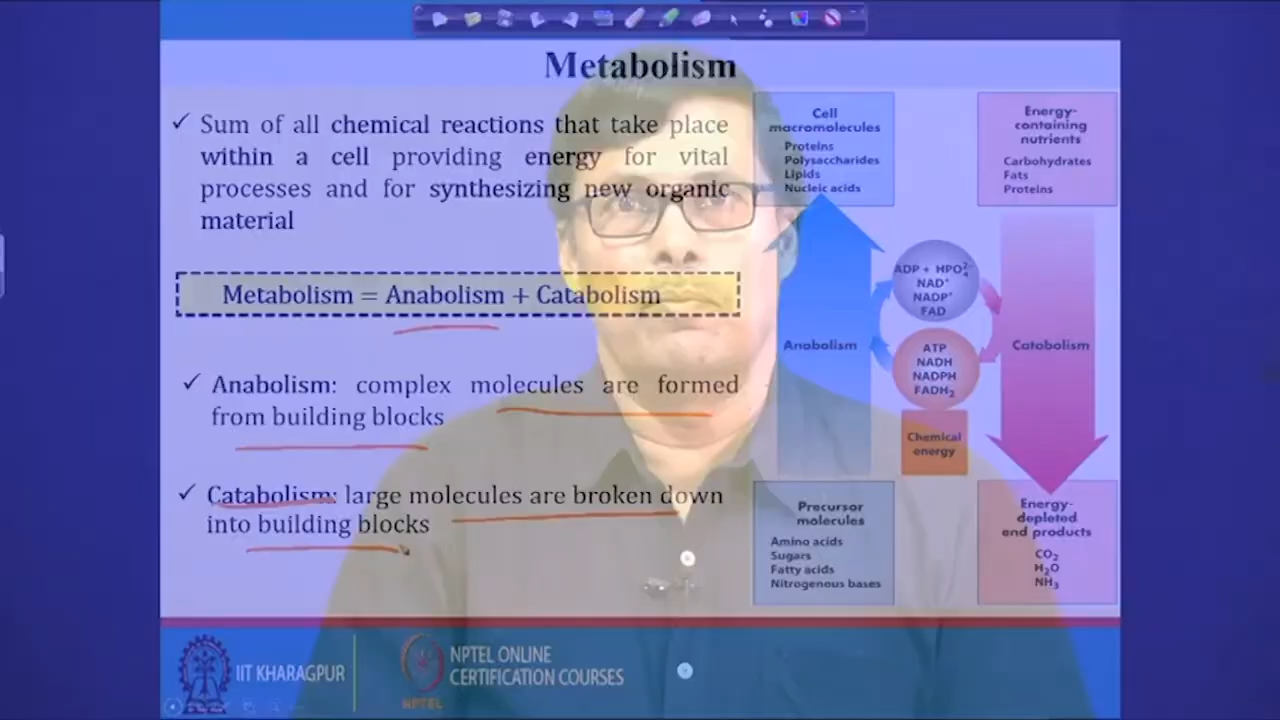 Metabolism
✓ Sum of all chemical reactions that take place
within a cell providing energy for vital
processes and for synthesizing new organic
material
Metabolism = Anabolism + Catabolism
✓ Anabolism: complex molecules are formed
from building blocks
✓ Catabolism: large molecules are broken down
into building blocks
Cell
macromolecules
Proteins
Polysaccharides
Lipids
Nucleic acids
Energy-
containing
nutrients
Carbohydrates
Fats
Proteins
ADP + HPO₄²⁻
NAD⁺
NADP⁺
FAD
Anabolism
ATP
NADH
NADPH
FADH₂
Catobolism
Chemical
energy
Precursor
molecules
Amino acids
Sugars
Fatty acids
Nitrogenous bases
Energy-
depleted
end products
CO₂
H₂O
NH₃
IIT KHARAGPUR
NPTEL
NPTEL ONLINE
CERTIFICATION COURSES